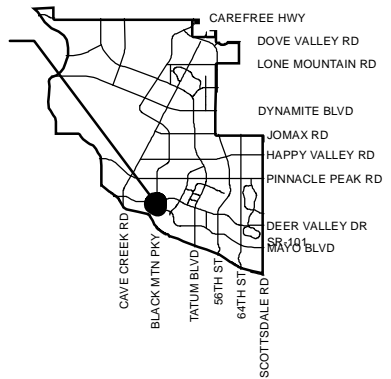 CAREFREE HWY
DOVE VALLEY RD
LONE MOUNTAIN RD
DYNAMITE BLVD
JOMAX RD
HAPPY VALLEY RD
PINNACLE PEAK RD
DEER VALLEY DR
SR-101
MAYO BLVD
CAVE CREEK RD
BLACK MTN PKY
TATUM BLVD
56TH ST
64TH ST
SCOTTSDALE RD